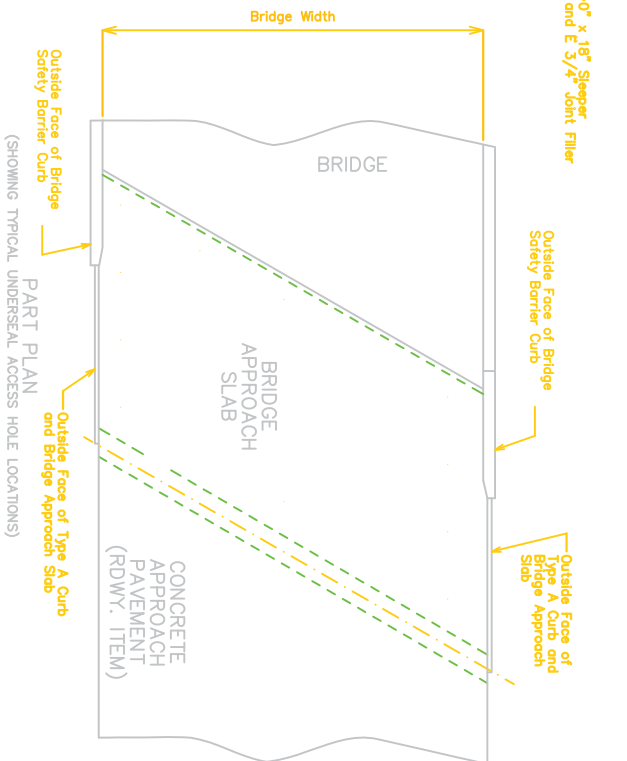 -0" x 18" Sleeper
and E 3/4" Joint Filler
Bridge Width
Outside Face of Bridge
Safety Barrier Curb
BRIDGE
Outside Face of Bridge
Safety Barrier Curb
BRIDGE
APPROACH
SLAB
Outside Face of Type A Curb
and Bridge Approach Slab
Outside Face of
Type A Curb and
Bridge Approach
Slab
CONCRETE
APPROACH
PAVEMENT
(RDWY. ITEM)
PART PLAN
(SHOWING TYPICAL UNDERSEAL ACCESS HOLE LOCATIONS)